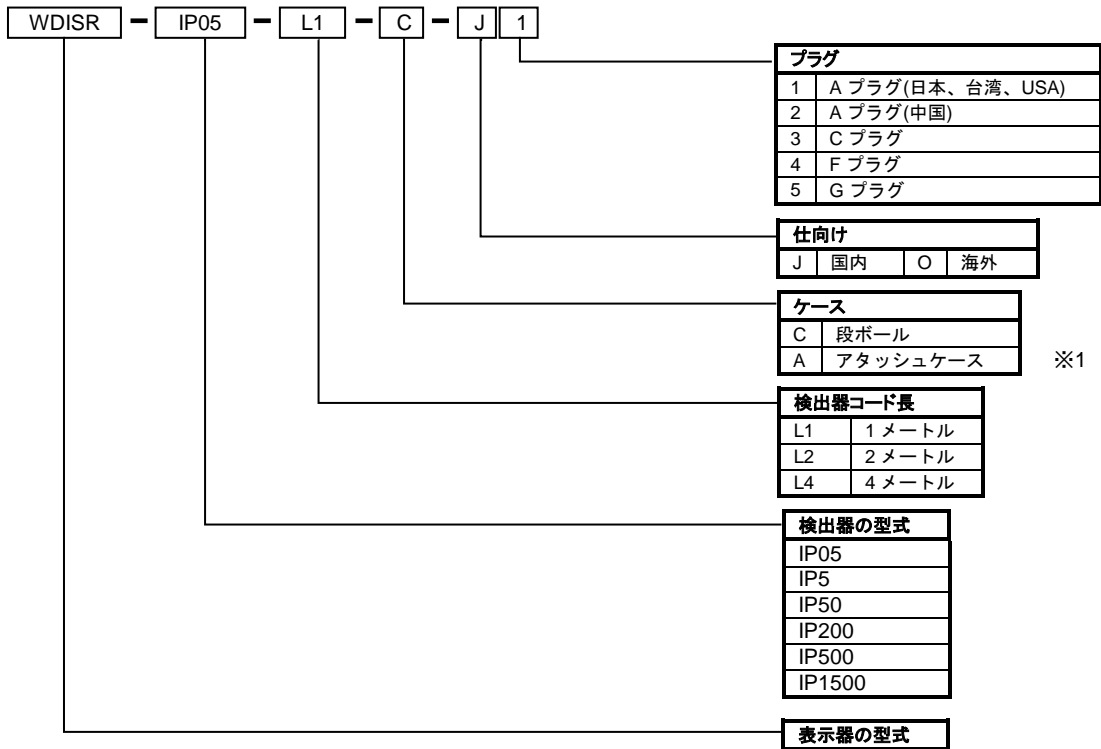 WDISR - IP05 - L1 - C - J 1
プラグ
1 A プラグ(日本、台湾、USA)
2 A プラグ(中国)
3 C プラグ
4 F プラグ
5 G プラグ
仕向け
J 国内 O 海外
ケース
C 段ボール
A アタッシュケース ※1
検出器コード長
L1 1 メートル
L2 2 メートル
L4 4 メートル
検出器の型式
IP05
IP5
IP50
IP200
IP500
IP1500
表示器の型式